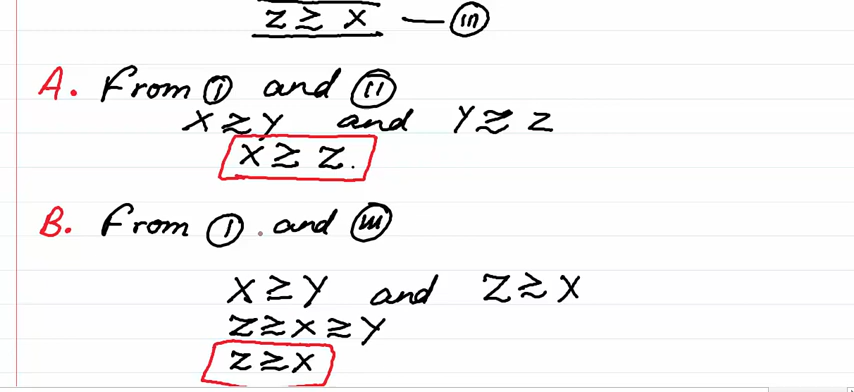 Z ≿ X — (iii)
A. From (i) and (ii)
X ≿ Y and Y ≿ Z
X ≿ Z.
B. From (i) . and (iii)
X ≿ Y and Z ≿ X
Z ≿ X ≿ Y
Z ≿ X